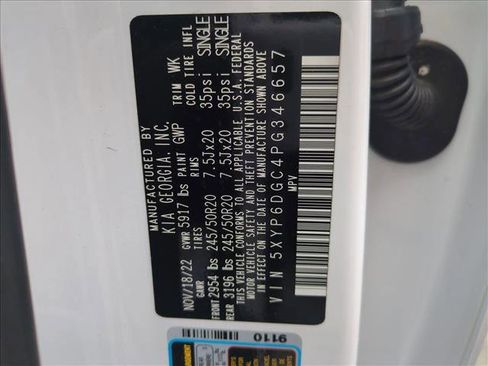 MANUFACTURED BY
KIA GEORGIA, INC.
NOV/18/22 GVWR 5917 lbs PAINT GWP TRIM WK
GAWR TIRES RIMS COLD TIRE INFL
FRONT 2954 lbs 245/50R20 7.5Jx20 35psi SINGLE
REAR 3196 lbs 245/50R20 7.5Jx20 35psi SINGLE
THIS VEHICLE CONFORMS TO ALL APPLICABLE U.S.A. FEDERAL
MOTOR VEHICLE SAFETY AND THEFT PREVENTION STANDARDS
IN EFFECT ON THE DATE OF MANUFACTURE SHOWN ABOVE
VIN 5XYP6DGC4PG346657
MPV
9110